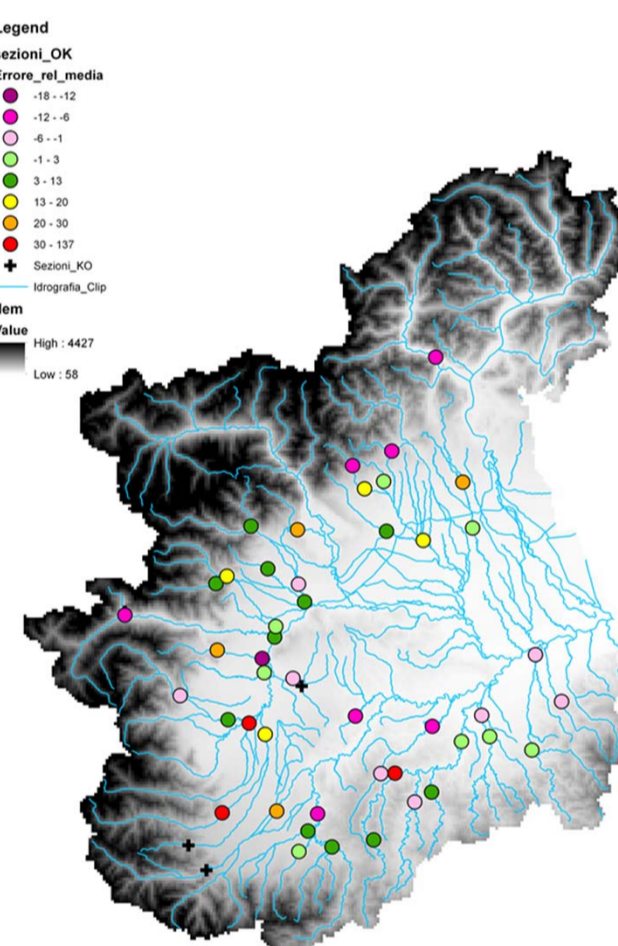 Legend
sezioni_OK
Errore_rel_media
-18 - -12
-12 - -6
-6 - -1
-1 - 3
3 - 13
13 - 20
20 - 30
30 - 137
Sezioni_KO
Idrografia_Clip
dem
Value
High : 4427
Low : 58